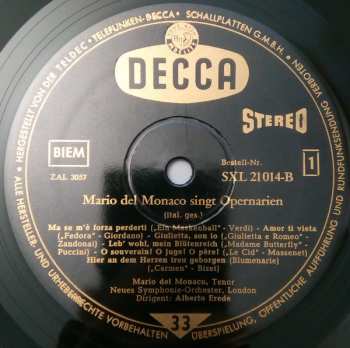 HERGESTELLT VON DER TELDEC • »TELEFUNKEN-DECCA« • SCHALLPLATTEN G.M.B.H.
ALLE HERSTELLER- UND URHEBERRECHTE VORBEHALTEN
ÜBERSPIELUNG, ÖFFENTLICHE AUFFÜHRUNG UND RUNDFUNKSENDUNG VERBOTEN
DECCA
STEREO
BIEM
ZAL 3057
Bestell-Nr.
SXL 21014-B
1
Mario del Monaco singt Opernarien
(ital. ges.)
Ma se m'è forza perderti („Ein Maskenball" - Verdi) - Amor ti vieta
(„Fedora" - Giordano) - Giulietta, son io („Giulietta e Romeo" -
Zandonai) - Leb' wohl, mein Blütenreich („Madame Butterfly" -
Puccini) - O souverain! O juge! O père! („Le Cid" - Massenet)
Hier an dem Herzen treu geborgen (Blumenarie)
(„Carmen" - Bizet)
Mario del Monaco, Tenor
Neues Symphonie-Orchester, London
Dirigent: Alberto Erede
33